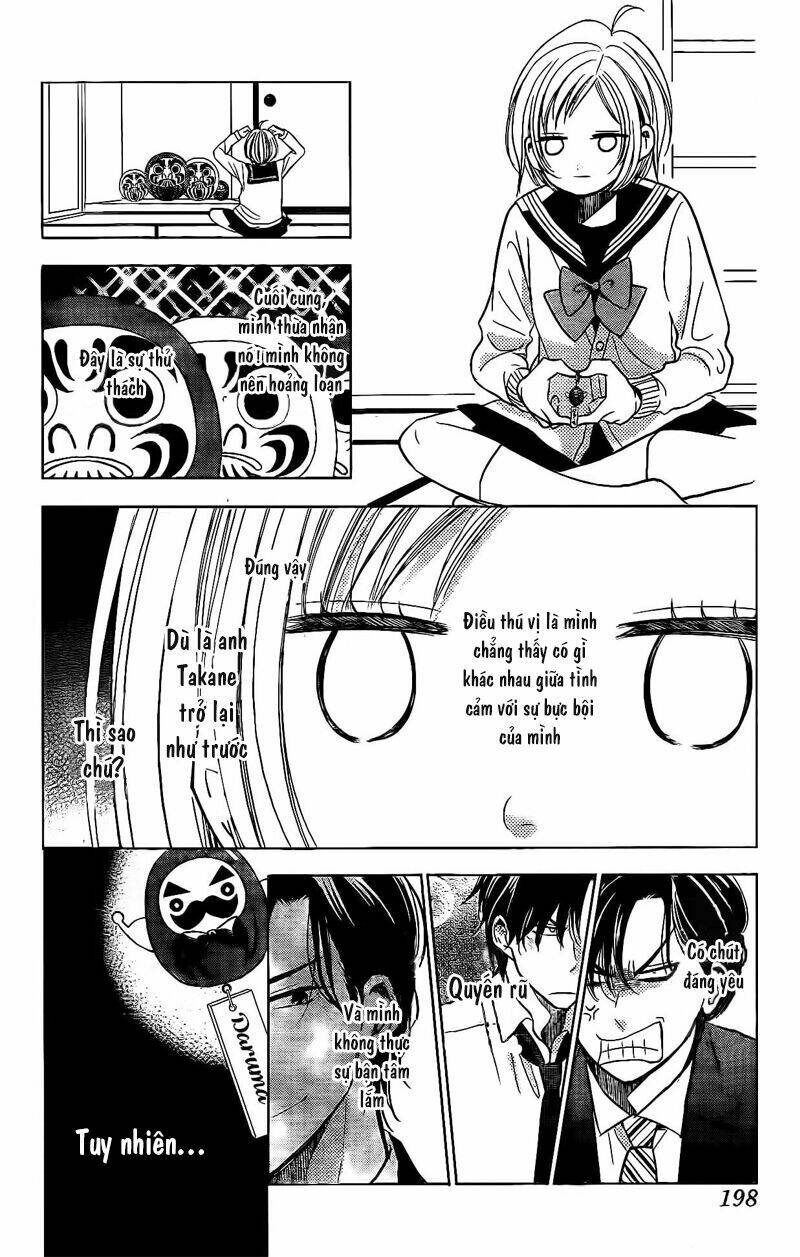 Cuối cùng,
mình thừa nhận
nó! mình không
nên hoảng loạn
Đây là sự thử
thách
Điều thú vị là mình
chẳng thấy có gì
khác nhau giữa tình
cảm với sự bực bội
của mình
Đúng vậy
Dù là anh
Takane
trở lại
như trước
Thì sao
chứ?
Có chút
đáng yêu
Quyến rũ
Và mình
không thực
sự bận tâm
lắm
Daruma
Tuy nhiên...
198